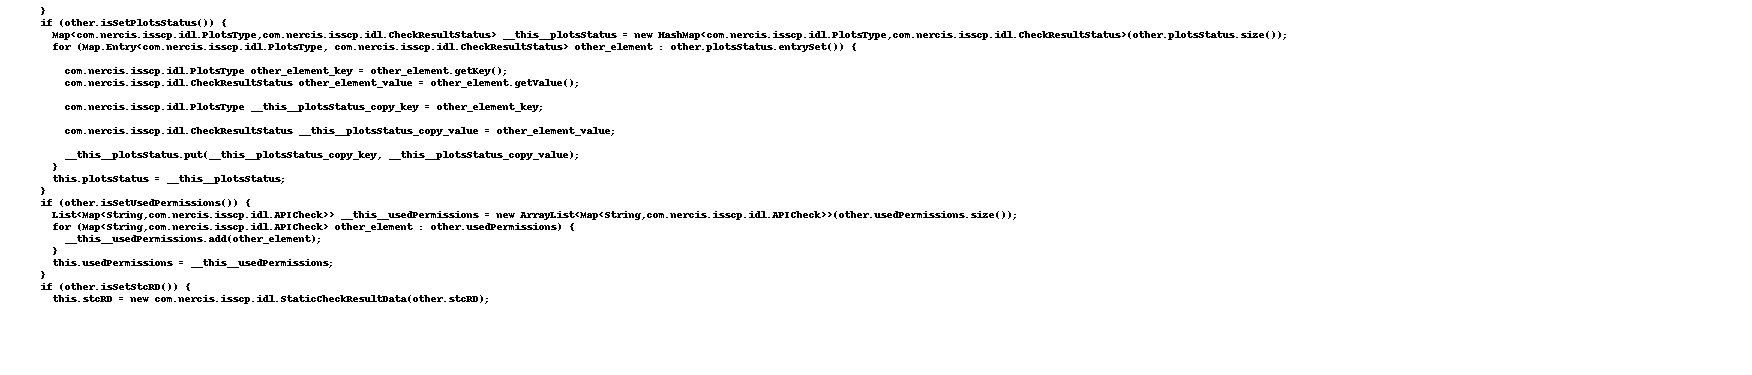 }
if (other.isSetPlotsStatus()) {
Map<com.nercis.isscp.idl.PlotsType,com.nercis.isscp.idl.CheckResultStatus> __this__plotsStatus = new HashMap<com.nercis.isscp.idl.PlotsType,com.nercis.isscp.idl.CheckResultStatus>(other.plotsStatus.size());
for (Map.Entry<com.nercis.isscp.idl.PlotsType, com.nercis.isscp.idl.CheckResultStatus> other_element : other.plotsStatus.entrySet()) {
com.nercis.isscp.idl.PlotsType other_element_key = other_element.getKey();
com.nercis.isscp.idl.CheckResultStatus other_element_value = other_element.getValue();
com.nercis.isscp.idl.PlotsType __this__plotsStatus_copy_key = other_element_key;
com.nercis.isscp.idl.CheckResultStatus __this__plotsStatus_copy_value = other_element_value;
__this__plotsStatus.put(__this__plotsStatus_copy_key, __this__plotsStatus_copy_value);
}
this.plotsStatus = __this__plotsStatus;
}
if (other.isSetUsedPermissions()) {
List<Map<String,com.nercis.isscp.idl.APICheck>> __this__usedPermissions = new ArrayList<Map<String,com.nercis.isscp.idl.APICheck>>(other.usedPermissions.size());
for (Map<String,com.nercis.isscp.idl.APICheck> other_element : other.usedPermissions) {
__this__usedPermissions.add(other_element);
}
this.usedPermissions = __this__usedPermissions;
}
if (other.isSetStcRD()) {
this.stcRD = new com.nercis.isscp.idl.StaticCheckResultData(other.stcRD);